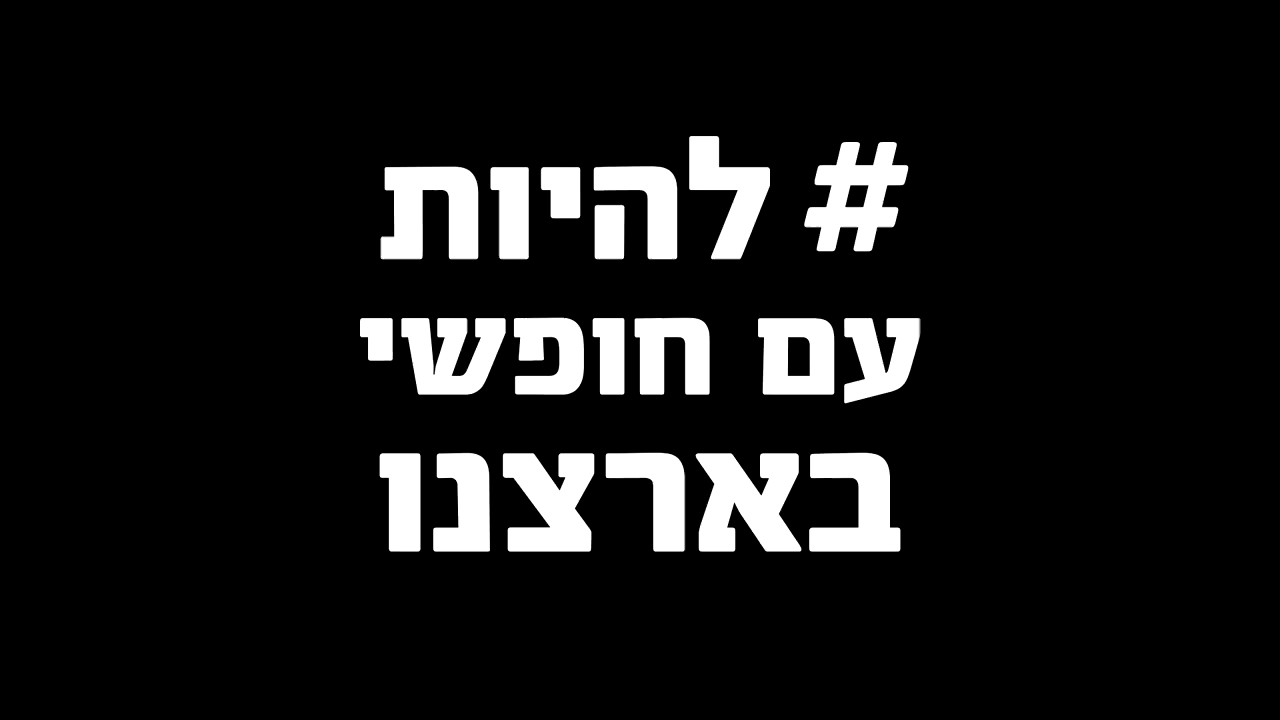 # להיות
עם חופשי
בארצנו